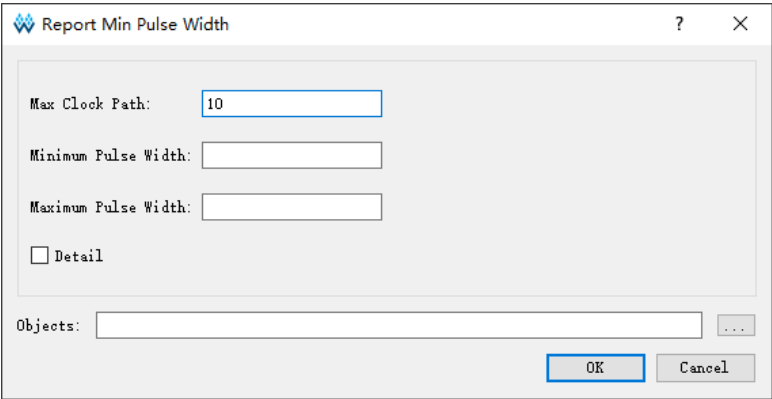 Report Min Pulse Width ?
Max Clock Path: 10
Minimum Pulse Width:
Maximum Pulse Width:
Detail
Objects: ...
OK Cancel